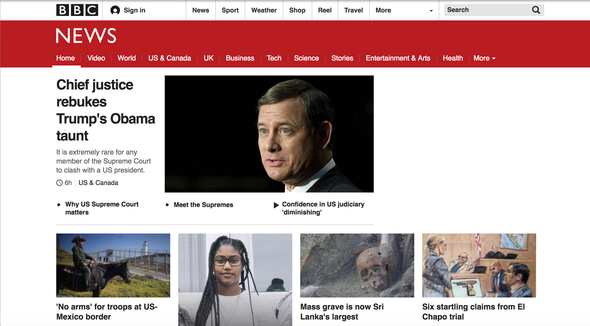 BBC Sign in News Sport Weather Shop Reel Travel More Search
NEWS
Home Video World US & Canada UK Business Tech Science Stories Entertainment & Arts Health More
Chief justice
rebukes
Trump's Obama
taunt
It is extremely rare for any
member of the Supreme Court
to clash with a US president.
6h US & Canada
Why US Supreme Court
matters
Meet the Supremes
Confidence in US judiciary
'diminishing'
'No arms' for troops at US-
Mexico border
Mass grave is now Sri
Lanka's largest
Six startling claims from El
Chapo trial